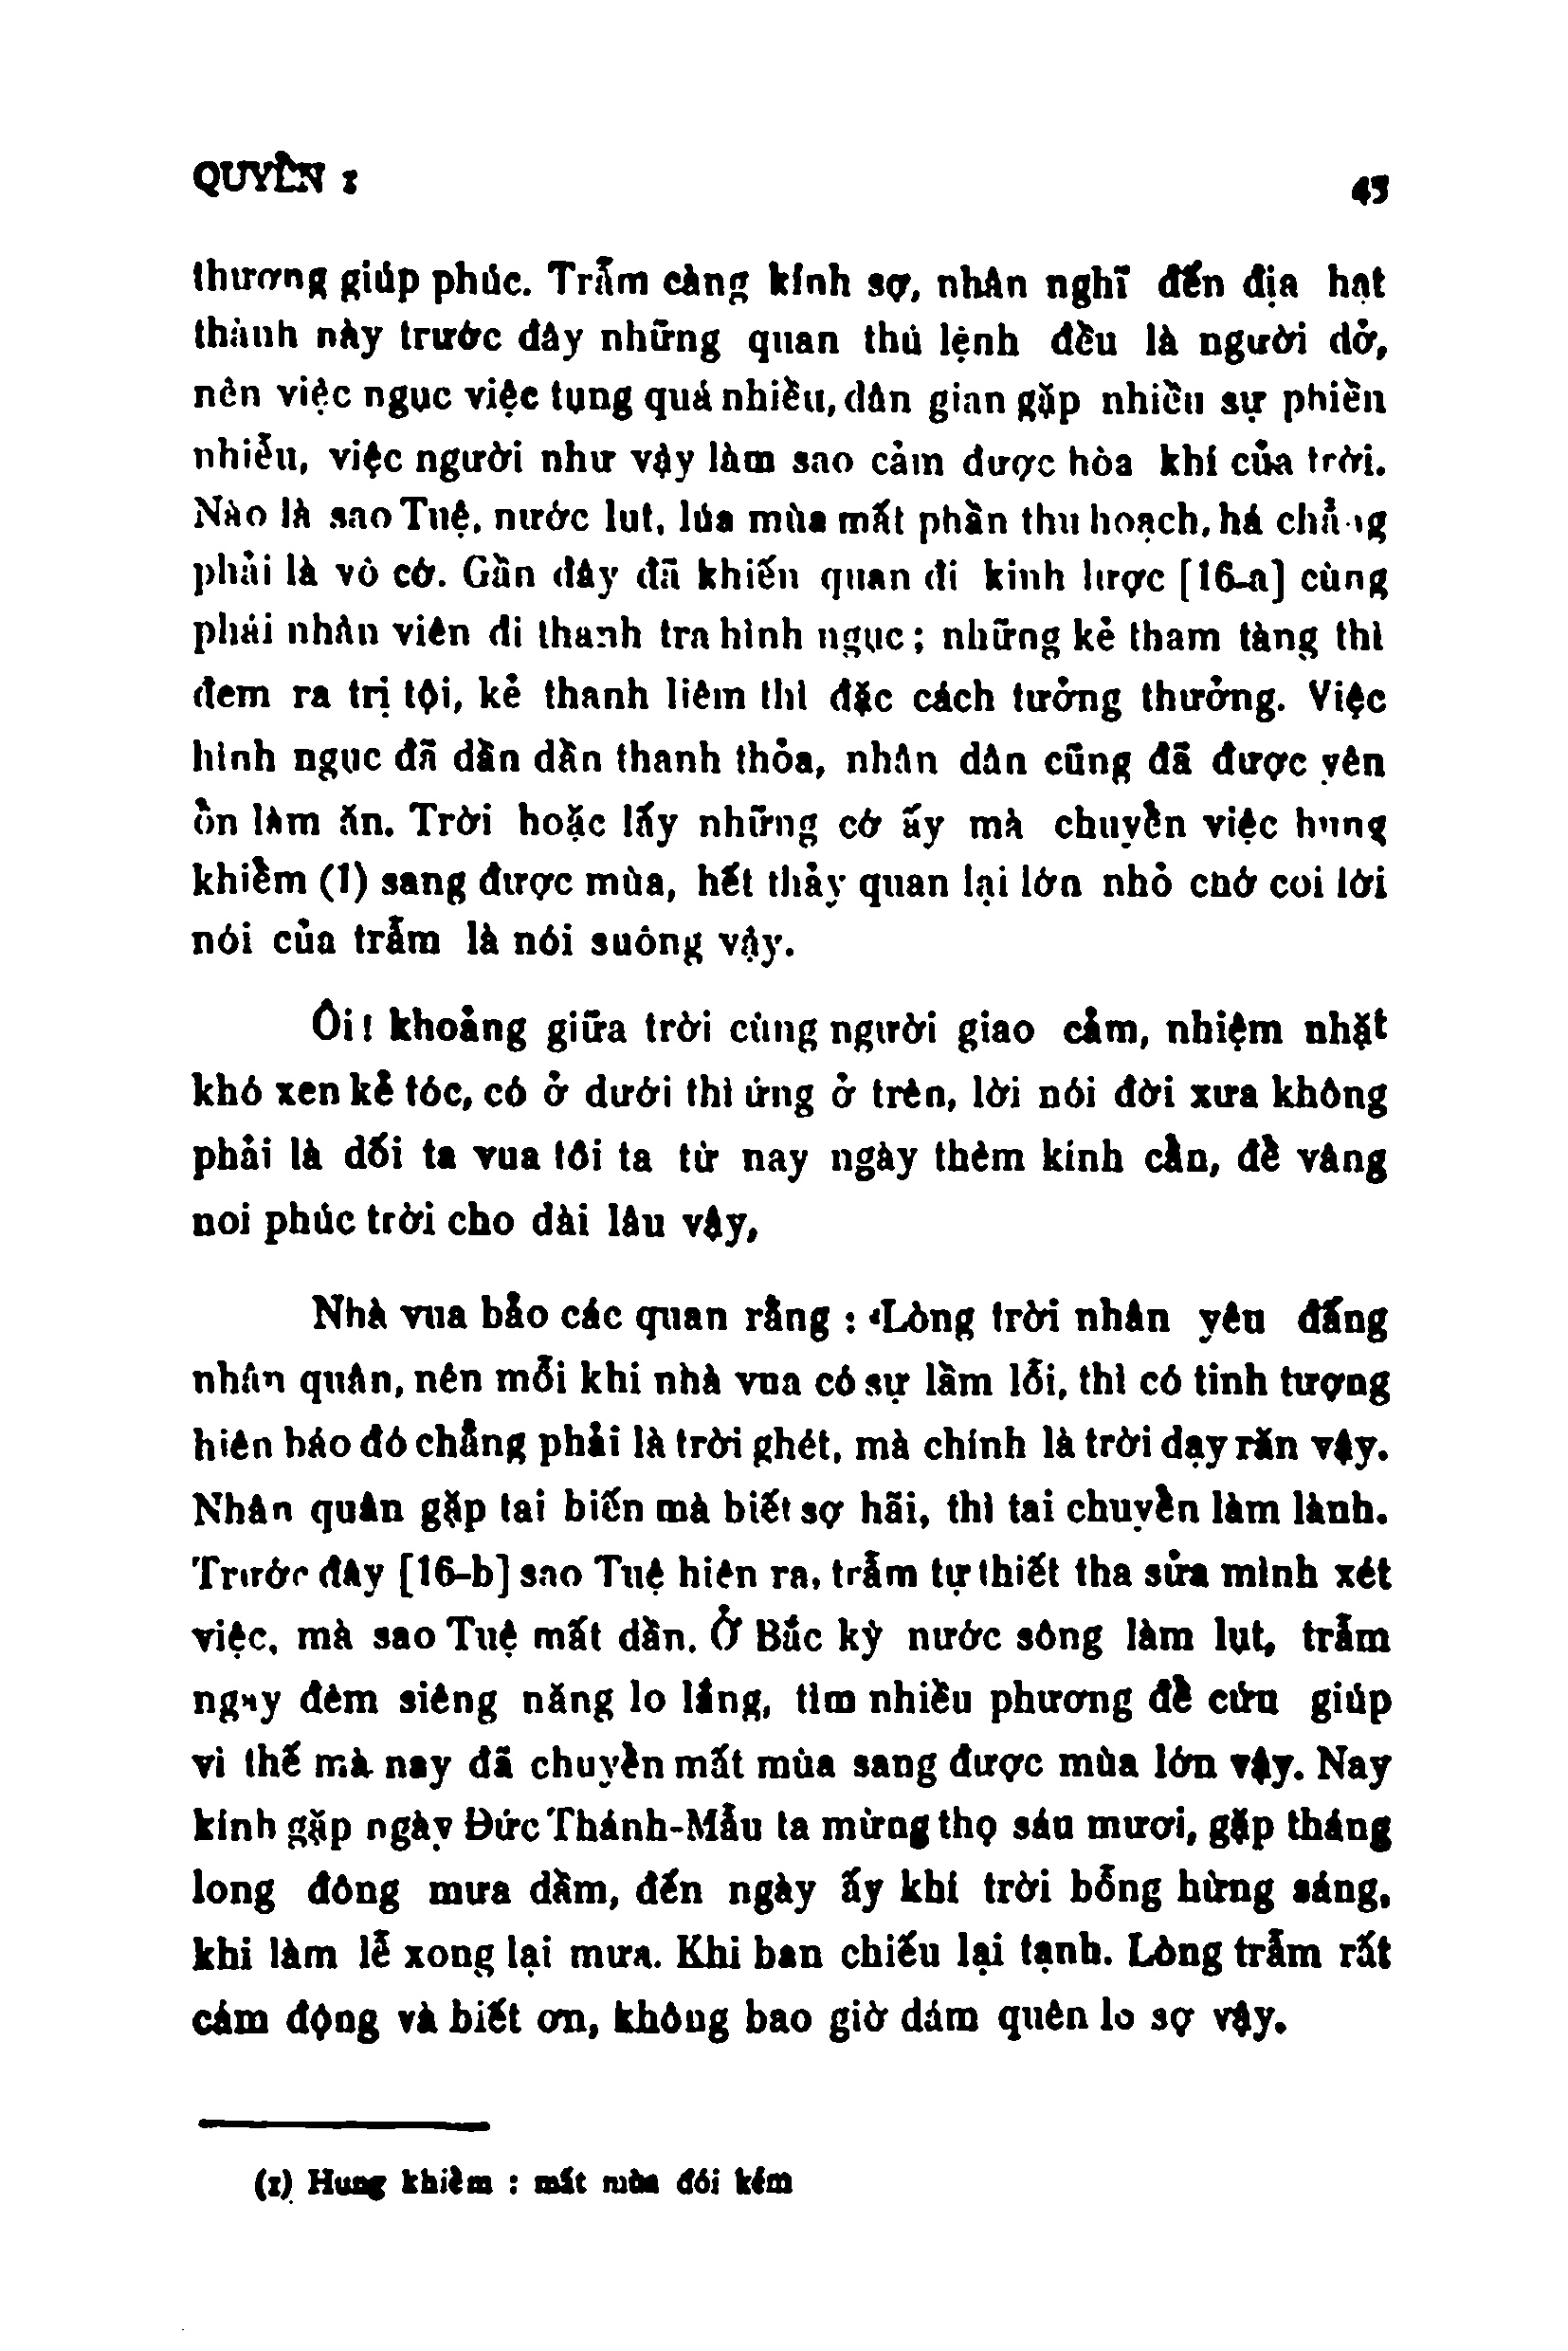 QUYỂN 1
45
thương giúp phúc. Trẫm càng kính sợ, nhân nghĩ đến địa hạt
thành này trước đây những quan thủ lệnh đều là người dở,
nên việc ngục việc tụng quá nhiều, dân gian gặp nhiều sự phiền
nhiễu, việc người như vậy làm sao cảm được hòa khí của trời.
Nào là sao Tuệ, nước lut, lúa mùa mất phần thu hoạch, há chẳng
phải là vô cớ. Gần đây đã khiến quan đi kinh lược [16-a] cùng
phái nhân viên đi thanh tra hình ngục ; những kẻ tham tàng thì
đem ra trị tội, kẻ thanh liêm thì đặc cách tưởng thưởng. Việc
hình ngục đã dần dần thanh thỏa, nhân dân cũng đã được yên
ổn làm ăn. Trời hoặc lấy những cớ ấy mà chuyển việc hung
khiểm (1) sang được mùa, hết thảy quan lại lớn nhỏ chớ coi lời
nói của trẫm là nói suông vậy.
Ôi! khoảng giữa trời cùng người giao cảm, nhiệm nhặt
khó xen kẽ tóc, có ở dưới thì ứng ở trên, lời nói đời xưa không
phải là dối ta vua tôi ta từ nay ngày thêm kính cẩn, để vâng
noi phúc trời cho dài lâu vậy,
Nhà vua bảo các quan rằng : «Lòng trời nhân yêu đấng
nhân quân, nên mỗi khi nhà vua có sự lầm lỗi, thì có tinh tượng
hiện báo đó chẳng phải là trời ghét, mà chính là trời dạy răn vậy.
Nhân quân gặp tai biến mà biết sợ hãi, thì tai chuyển làm lành.
Trước đây [16-b] sao Tuệ hiện ra, trẫm tự thiết tha sửa mình xét
việc, mà sao Tuệ mất dần. Ở Bắc kỳ nước sông làm lụt, trẫm
ngày đêm siêng năng lo lắng, tìm nhiều phương để cứu giúp
vì thế mà nay đã chuyển mất mùa sang được mùa lớn vậy. Nay
kính gặp ngày Đức Thánh-Mẫu ta mừng thọ sáu mươi, gặp tháng
long đông mưa dầm, đến ngày ấy khí trời bỗng hửng sáng,
khi làm lễ xong lại mưa. Khi ban chiếu lại tạnh. Lòng trẫm rất
cảm động và biết ơn, không bao giờ dám quên lo sợ vậy.
(1) Hung khiểm : mất mùa đói kém